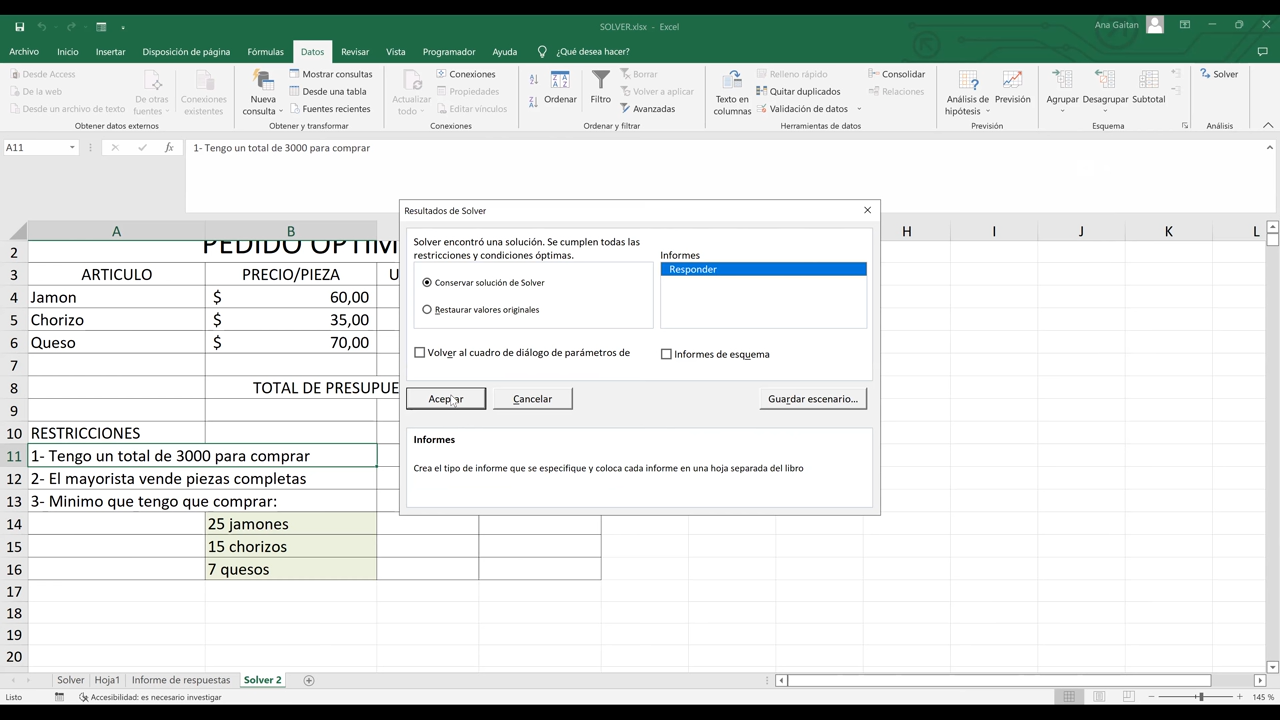 SOLVER.xlsx - Excel
Ana Gaitan
Archivo Inicio Insertar Disposición de página Fórmulas Datos Revisar Vista Programador Ayuda ¿Qué desea hacer?
Desde Access
De la web
Desde un archivo de texto
De otras fuentes
Conexiones existentes
Obtener datos externos
Nueva consulta
Mostrar consultas
Desde una tabla
Fuentes recientes
Obtener y transformar
Actualizar todo
Conexiones
Propiedades
Editar vínculos
Conexiones
Ordenar
Filtro
Borrar
Volver a aplicar
Avanzadas
Ordenar y filtrar
Texto en columnas
Relleno rápido
Quitar duplicados
Validación de datos
Consolidar
Relaciones
Herramientas de datos
Análisis de hipótesis
Previsión
Previsión
Agrupar
Desagrupar
Subtotal
Esquema
Solver
Análisis
A11 fx 1- Tengo un total de 3000 para comprar
A B H I J K L
2 PEDIDO OPTIM
3 ARTICULO PRECIO/PIEZA U
4 Jamon $ 60,00
5 Chorizo $ 35,00
6 Queso $ 70,00
7
8 TOTAL DE PRESUPUE
9
10 RESTRICCIONES
11 1- Tengo un total de 3000 para comprar
12 2- El mayorista vende piezas completas
13 3- Minimo que tengo que comprar:
14 25 jamones
15 15 chorizos
16 7 quesos
17
18
19
20
Resultados de Solver
Solver encontró una solución. Se cumplen todas las
restricciones y condiciones óptimas.
Conservar solución de Solver
Restaurar valores originales
Informes
Responder
Volver al cuadro de diálogo de parámetros de
Informes de esquema
Aceptar Cancelar Guardar escenario...
Informes
Crea el tipo de informe que se especifique y coloca cada informe en una hoja separada del libro
Solver Hoja1 Informe de respuestas Solver 2
Listo Accesibilidad: es necesario investigar 145 %